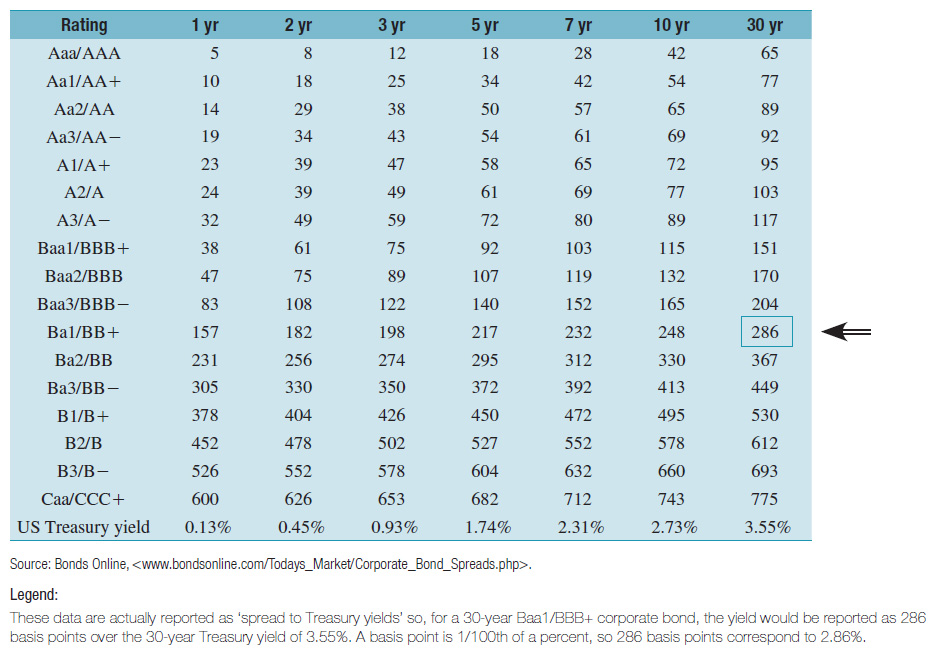 Rating 1 yr 2 yr 3 yr 5 yr 7 yr 10 yr 30 yr
Aaa/AAA 5 8 12 18 28 42 65
Aa1/AA+ 10 18 25 34 42 54 77
Aa2/AA 14 29 38 50 57 65 89
Aa3/AA− 19 34 43 54 61 69 92
A1/A+ 23 39 47 58 65 72 95
A2/A 24 39 49 61 69 77 103
A3/A− 32 49 59 72 80 89 117
Baa1/BBB+ 38 61 75 92 103 115 151
Baa2/BBB 47 75 89 107 119 132 170
Baa3/BBB− 83 108 122 140 152 165 204
Ba1/BB+ 157 182 198 217 232 248 286
Ba2/BB 231 256 274 295 312 330 367
Ba3/BB− 305 330 350 372 392 413 449
B1/B+ 378 404 426 450 472 495 530
B2/B 452 478 502 527 552 578 612
B3/B− 526 552 578 604 632 660 693
Caa/CCC+ 600 626 653 682 712 743 775
US Treasury yield 0.13% 0.45% 0.93% 1.74% 2.31% 2.73% 3.55%
Source: Bonds Online, <www.bondsonline.com/Todays_Market/Corporate_Bond_Spreads.php>.
Legend:
These data are actually reported as ‘spread to Treasury yields’ so, for a 30-year Baa1/BBB+ corporate bond, the yield would be reported as 286
basis points over the 30-year Treasury yield of 3.55%. A basis point is 1/100th of a percent, so 286 basis points correspond to 2.86%.